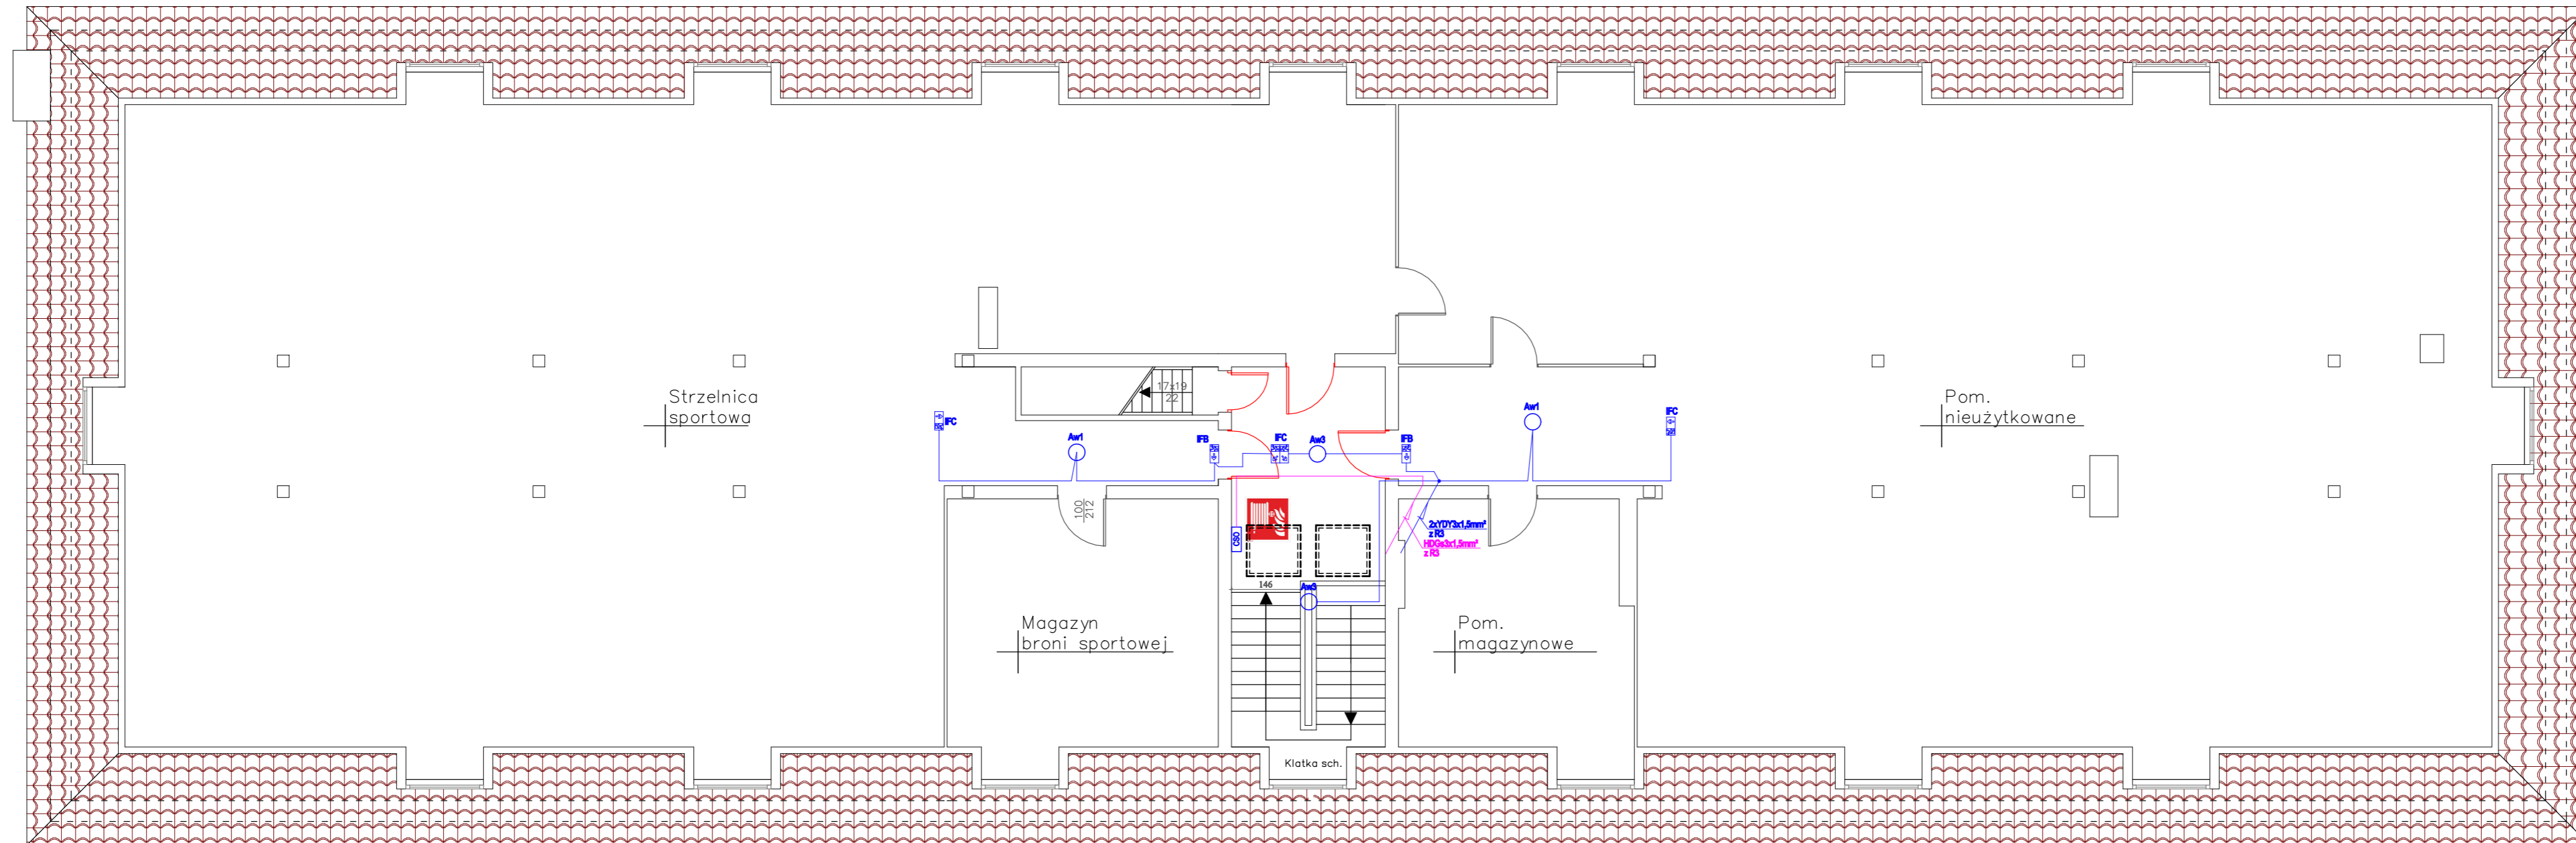 17x19
22
Strzelnica
sportowa
Pom.
nieużytkowane
IFC
Aw1
IFB
IFC
Aw3
IFB
Aw1
IFC
100
212
CSO
2xYDY3x1,5mm²
z R3
HDGs3x1,5mm²
z R3
146
Aw3
Magazyn
broni sportowej
Pom.
magazynowe
Klatka sch.